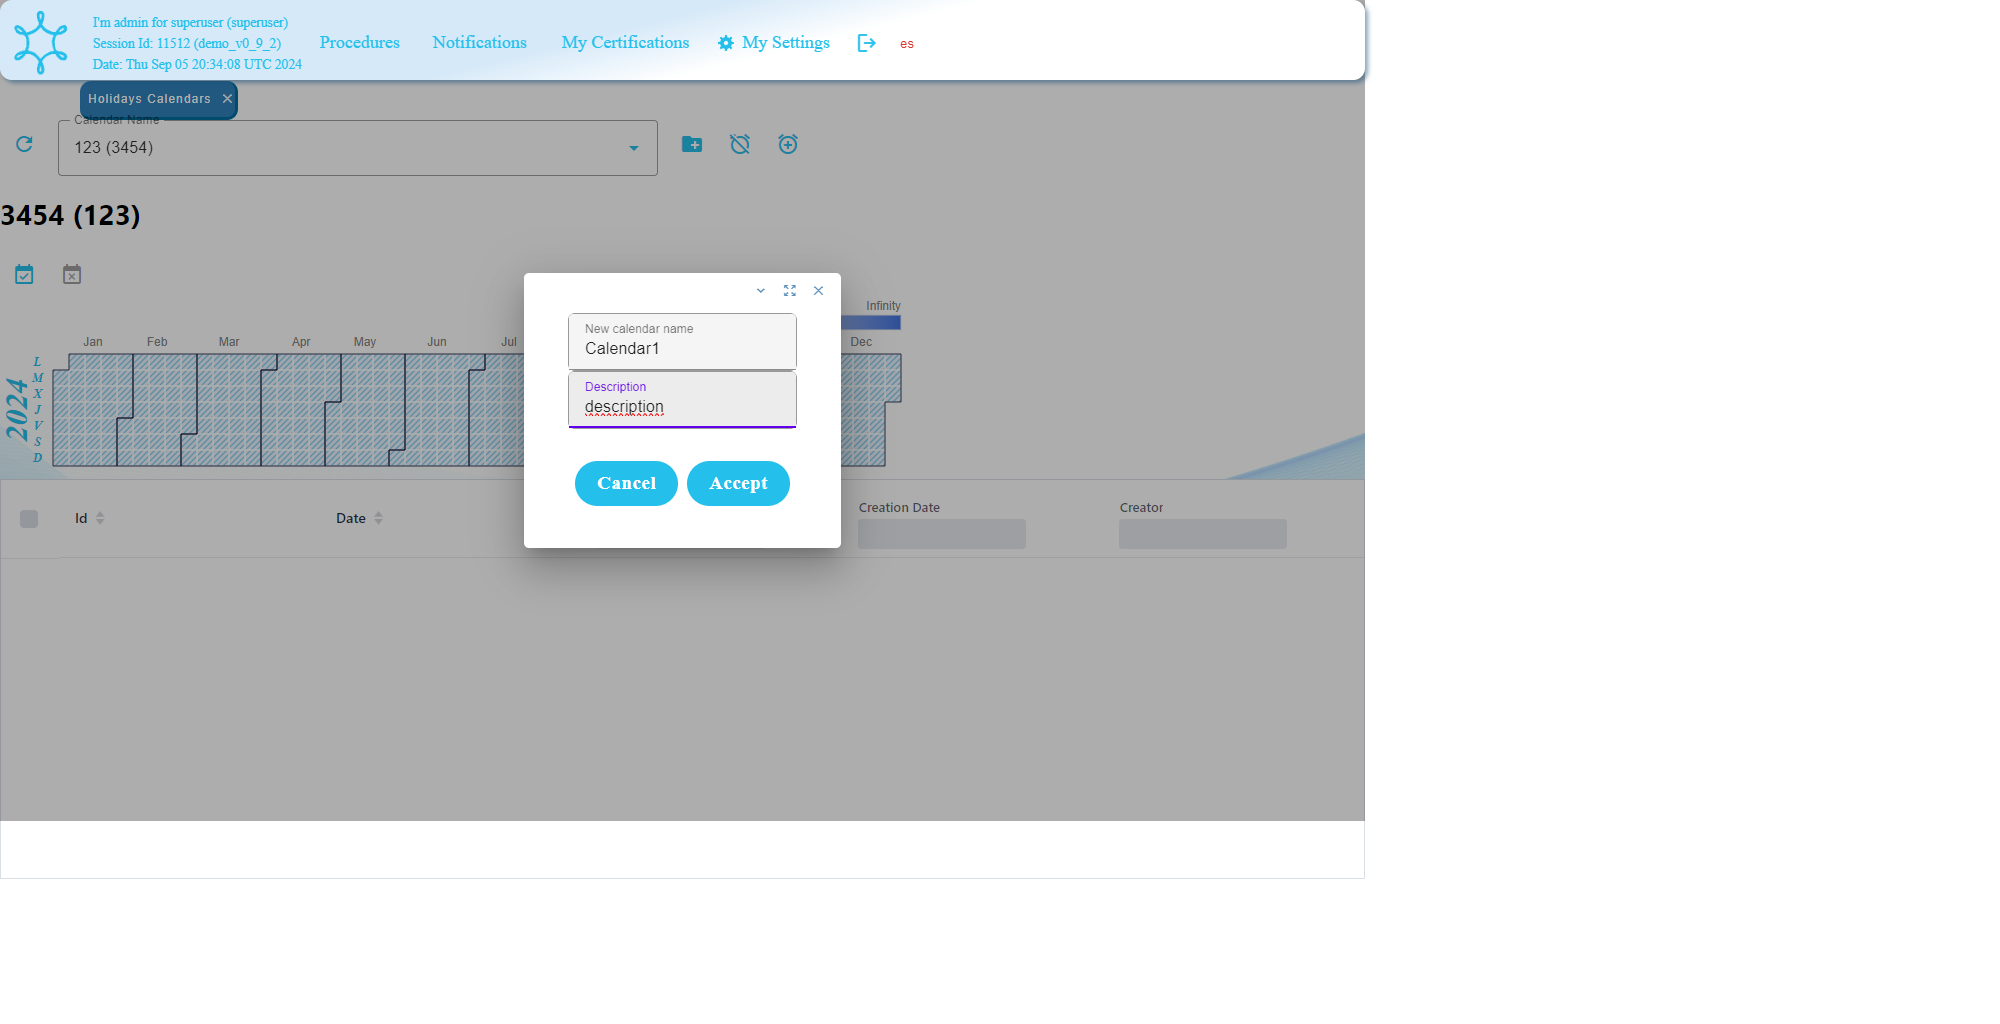 I'm admin for superuser (superuser)
Session Id: 11512 (demo_v0_9_2)
Date: Thu Sep 05 20:34:08 UTC 2024
Procedures
Notifications
My Certifications
My Settings
es
Holidays Calendars
Calendar Name
123 (3454)
3454 (123)
Infinity
Jan Feb Mar Apr May Jun Jul Dec
2024
L
M
X
J
V
S
D
New calendar name
Calendar1
Description
description
Cancel
Accept
Id
Date
Creation Date
Creator